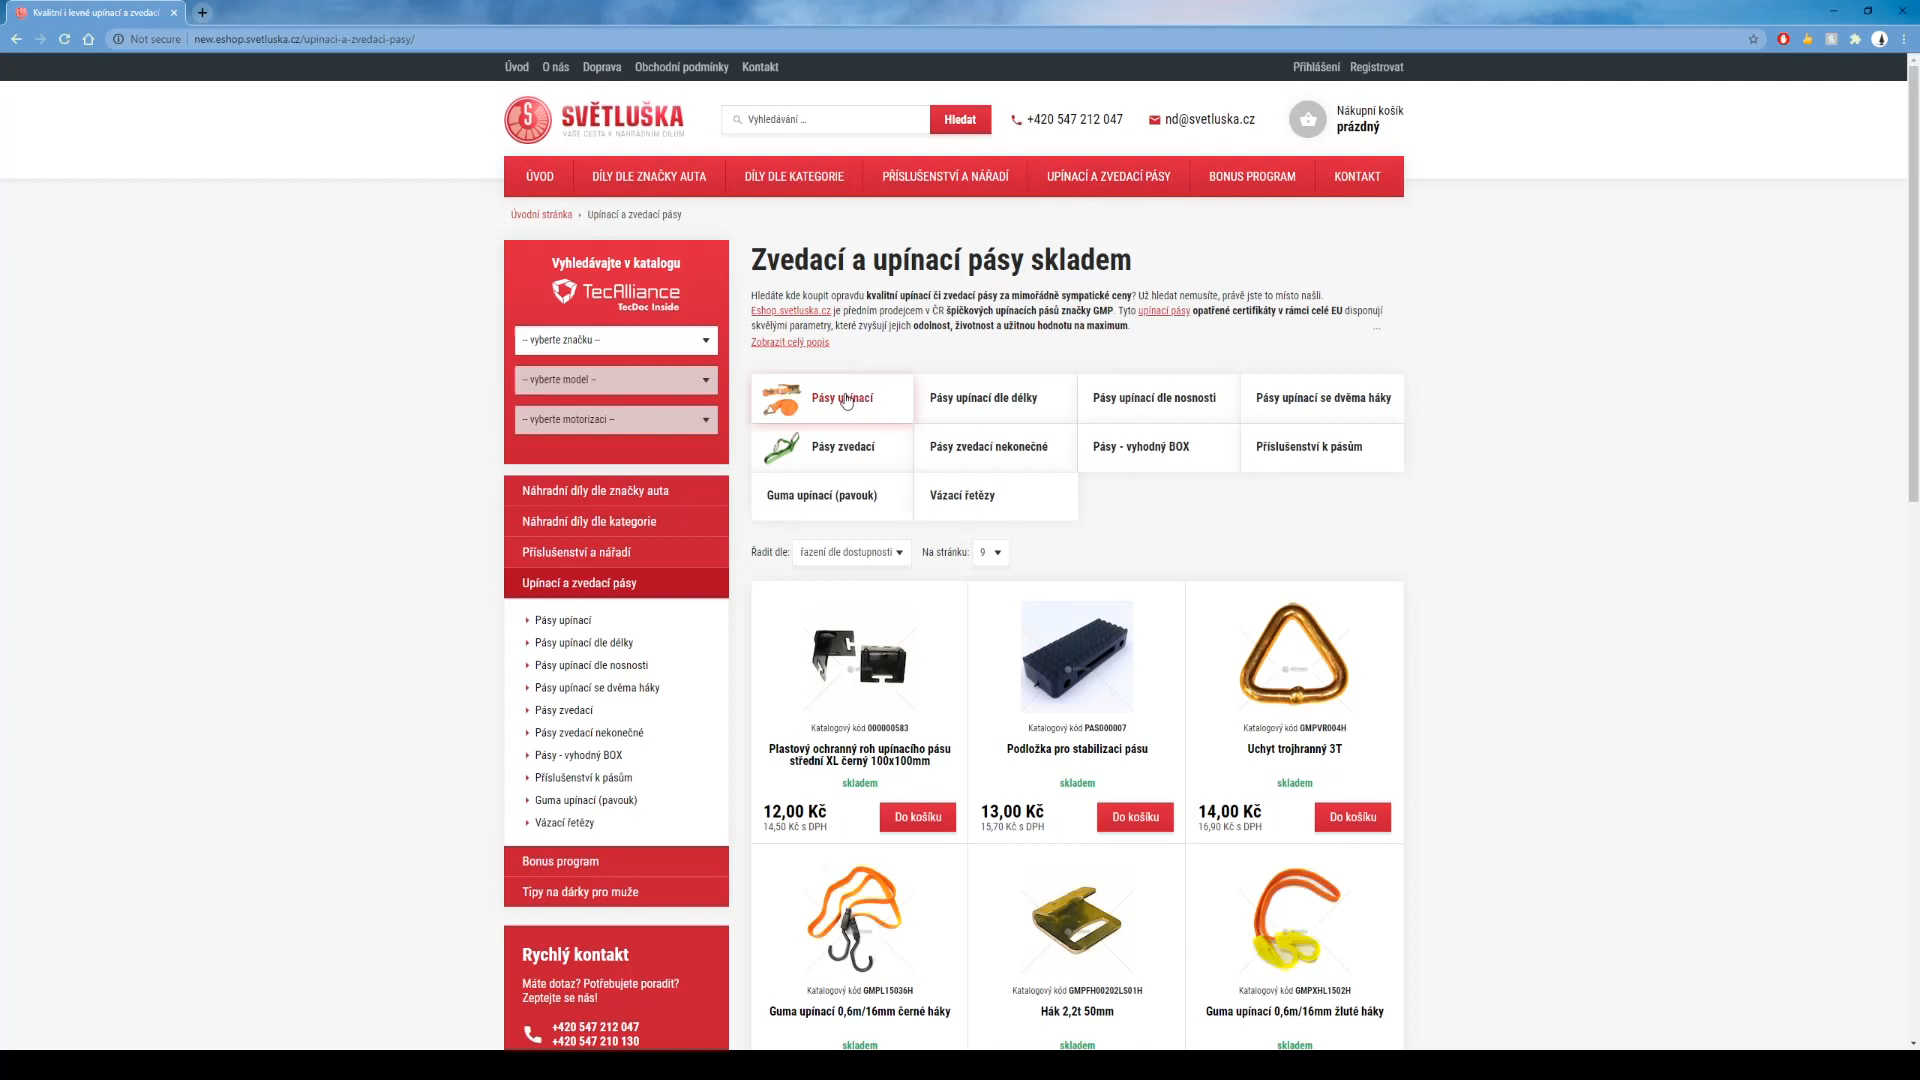 Kvalitní i levné upínací a zvedací
Not secure
new.eshop.svetluska.cz/upinaci-a-zvedaci-pasy/
Úvod
O nás
Doprava
Obchodní podmínky
Kontakt
Přihlášení
Registrovat
SVĚTLUŠKA
VAŠE CESTA K NÁHRADNÍM DÍLŮM
Vyhledávání ...
Hledat
+420 547 212 047
nd@svetluska.cz
Nákupní košík
prázdný
ÚVOD
DÍLY DLE ZNAČKY AUTA
DÍLY DLE KATEGORIE
PŘÍSLUŠENSTVÍ A NÁŘADÍ
UPÍNACÍ A ZVEDACÍ PÁSY
BONUS PROGRAM
KONTAKT
Úvodní stránka › Upínací a zvedací pásy
Vyhledávejte v katalogu
TecAlliance
TecDoc Inside
-- vyberte značku --
-- vyberte model --
-- vyberte motorizaci --
Náhradní díly dle značky auta
Náhradní díly dle kategorie
Příslušenství a nářadí
Upínací a zvedací pásy
Pásy upínací
Pásy upínací dle délky
Pásy upínací dle nosnosti
Pásy upínací se dvěma háky
Pásy zvedací
Pásy zvedací nekonečné
Pásy - vyhodný BOX
Příslušenství k pásům
Guma upínací (pavouk)
Vázací řetězy
Bonus program
Tipy na dárky pro muže
Rychlý kontakt
Máte dotaz? Potřebujete poradit?
Zeptejte se nás!
+420 547 212 047
+420 547 210 130
Zvedací a upínací pásy skladem
Hledáte kde koupit opravdu kvalitní upínací či zvedací pásy za mimořádně sympatické ceny? Už hledat nemusíte, právě jste to místo našli.
Eshop.svetluska.cz je předním prodejcem v ČR špičkových upínacích pásů značky GMP. Tyto upínací pásy opatřené certifikáty v rámci celé EU disponují
skvělými parametry, které zvyšují jejich odolnost, životnost a užitnou hodnotu na maximum. ...
Zobrazit celý popis
Pásy upínací
Pásy upínací dle délky
Pásy upínací dle nosnosti
Pásy upínací se dvěma háky
Pásy zvedací
Pásy zvedací nekonečné
Pásy - vyhodný BOX
Příslušenství k pásům
Guma upínací (pavouk)
Vázací řetězy
Řadit dle: řazení dle dostupnosti
Na stránku: 9
Katalogový kód 000000583
Plastový ochranný roh upínacího pásu
střední XL černý 100x100mm
skladem
12,00 Kč
14,50 Kč s DPH
Do košíku
Katalogový kód PAS000007
Podložka pro stabilizaci pásu
skladem
13,00 Kč
15,70 Kč s DPH
Do košíku
Katalogový kód GMPVR004H
Uchyt trojhranný 3T
skladem
14,00 Kč
16,90 Kč s DPH
Do košíku
Katalogový kód GMPL15036H
Guma upínací 0,6m/16mm černé háky
skladem
Katalogový kód GMPFH00202LS01H
Hák 2,2t 50mm
skladem
Katalogový kód GMPXHL1502H
Guma upínací 0,6m/16mm žluté háky
skladem